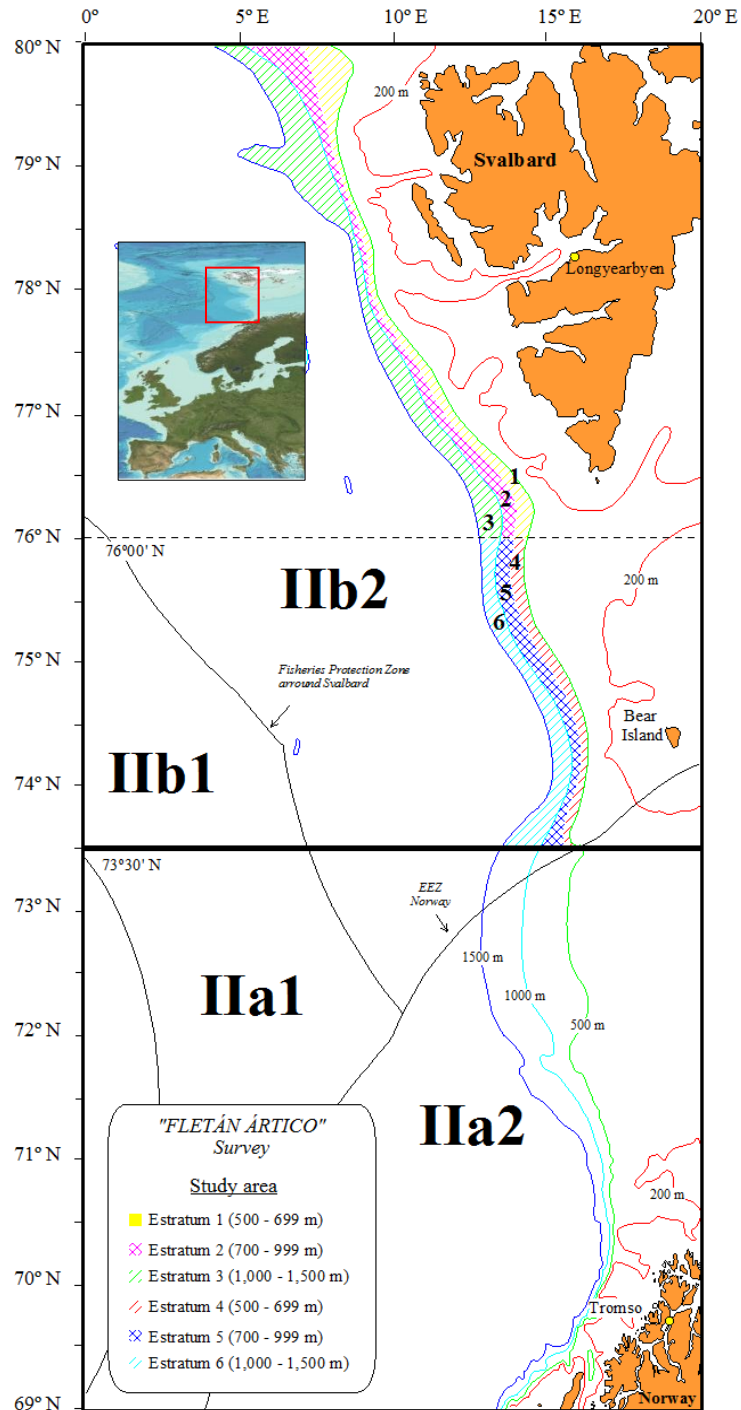 0° 5° E 10° E 15° E 20° E
80° N
200 m
79° N
Svalbard
78° N
Longyearbyen
77° N
1
2
3
76° N
76°00' N
4
IIb2
200 m
5
6
75° N
Fisheries Protection Zone
arround Svalbard
Bear
Island
IIb1
74° N
73°30' N
73° N
EEZ
Norway
1500 m
1000 m
IIa1
500 m
72° N
"FLETÁN ÁRTICO"
Survey
IIa2
71° N
Study area
200 m
Estratum 1 (500 - 699 m)
Estratum 2 (700 - 999 m)
70° N
Estratum 3 (1,000 - 1,500 m)
Tromso
Estratum 4 (500 - 699 m)
Estratum 5 (700 - 999 m)
Estratum 6 (1,000 - 1,500 m)
Norway
69° N